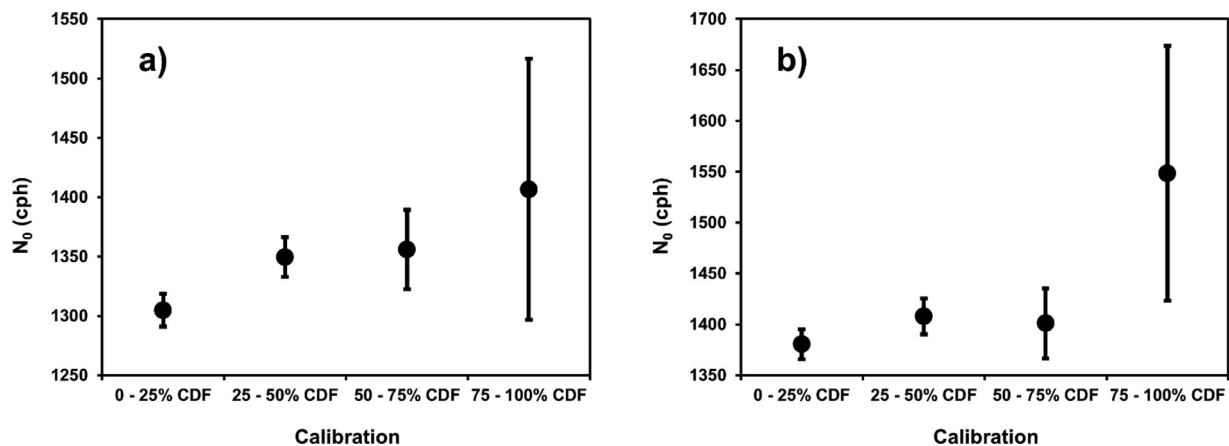 a)
1550
1500
1450
1400
1350
1300
1250
N₀ (cph)
0 - 25% CDF 25 - 50% CDF 50 - 75% CDF 75 - 100% CDF
Calibration
b)
1700
1650
1600
1550
1500
1450
1400
1350
N₀ (cph)
0 - 25% CDF 25 - 50% CDF 50 - 75% CDF 75 - 100% CDF
Calibration